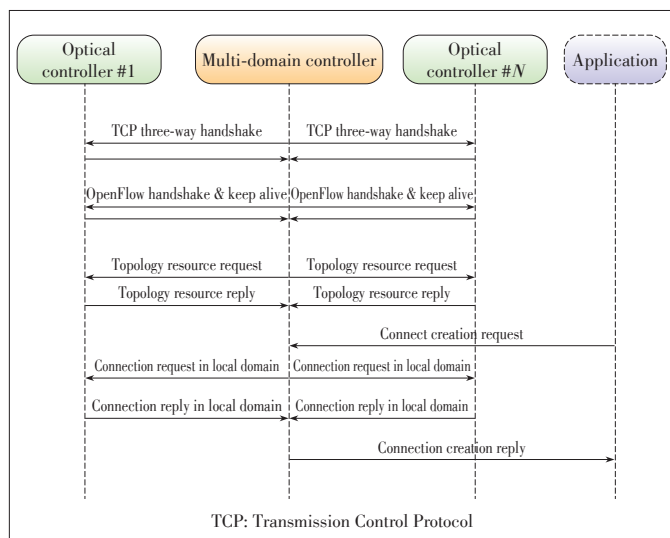 Optical
controller #1
Multi-domain controller
Optical
controller #N
Application
TCP three-way handshake
TCP three-way handshake
OpenFlow handshake & keep alive
OpenFlow handshake & keep alive
Topology resource request
Topology resource request
Topology resource reply
Topology resource reply
Connect creation request
Connection request in local domain
Connection request in local domain
Connection reply in local domain
Connection reply in local domain
Connection creation reply
TCP: Transmission Control Protocol